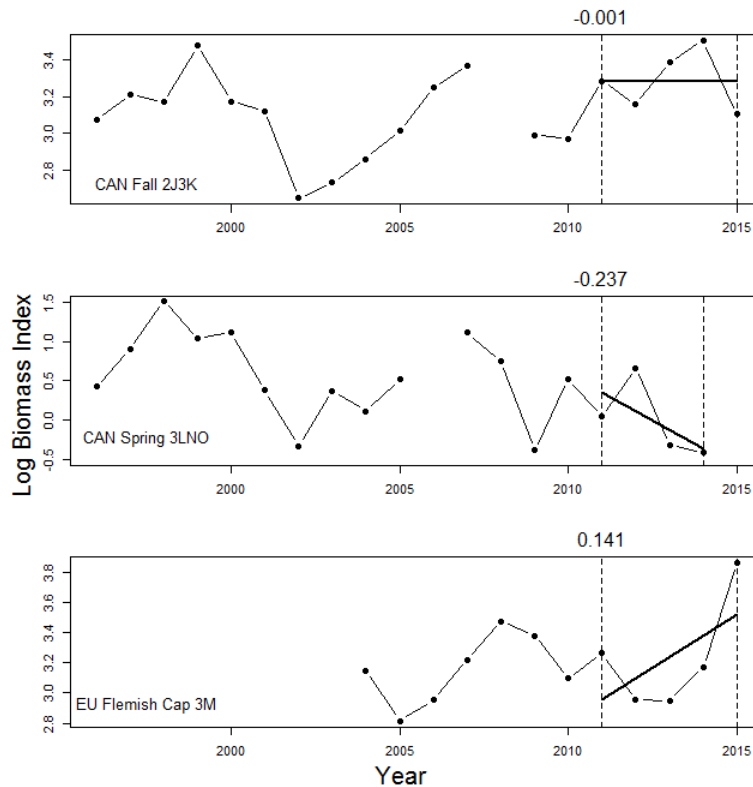 -0.001
3.4
3.2
3.0
2.8
CAN Fall 2J3K
2000 2005 2010 2015
-0.237
Log Biomass Index
1.5
1.0
0.5
0.0
-0.5
CAN Spring 3LNO
2000 2005 2010 2015
0.141
3.8
3.6
3.4
3.2
3.0
2.8
EU Flemish Cap 3M
2000 2005 2010 2015
Year